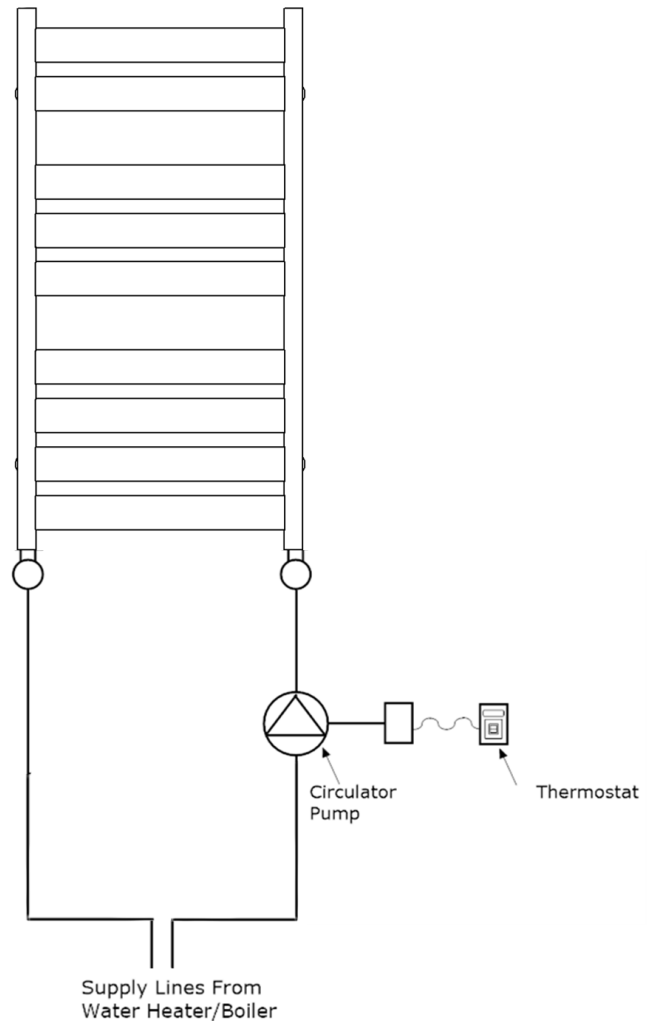 Circulator
Pump
Thermostat
Supply Lines From
Water Heater/Boiler